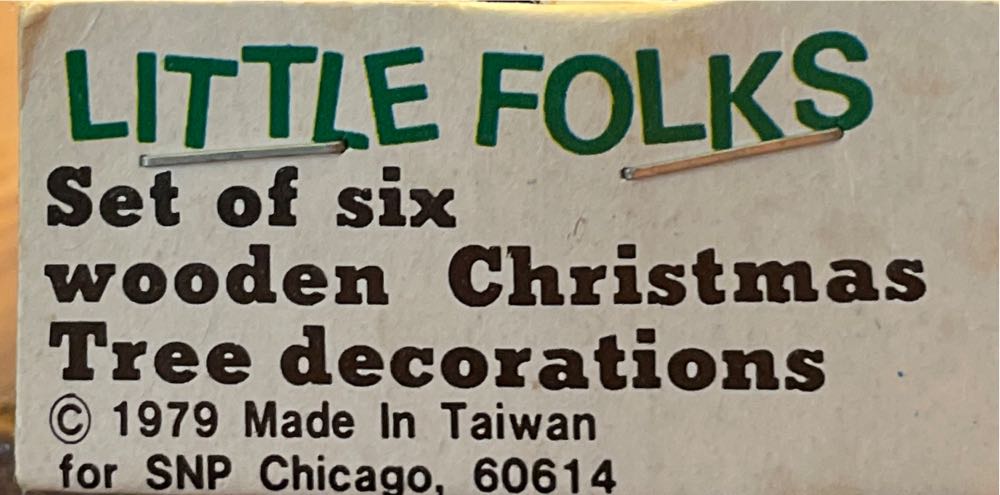 LITTLE FOLKS
Set of six
wooden Christmas
Tree decorations
© 1979 Made In Taiwan
for SNP Chicago, 60614